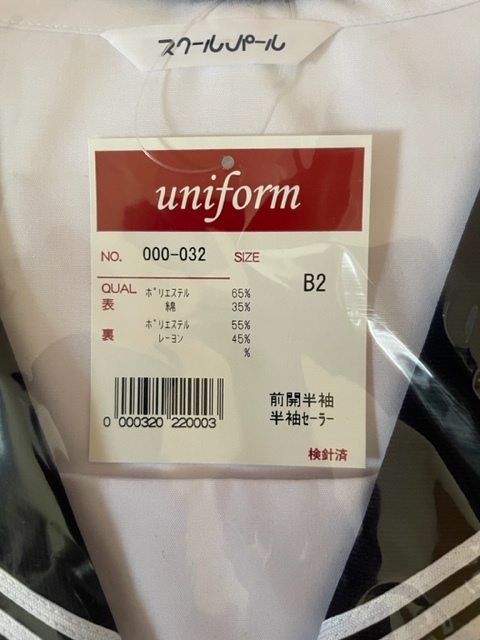 スクールパール
uniform
NO. 000-032 SIZE
B2
QUAL
表 ポリエステル 65%
綿 35%
裏 ポリエステル 55%
レーヨン 45%
%
0 000320 220003
前開半袖
半袖セーラー
検針済